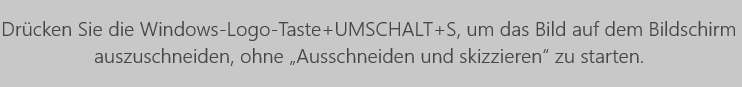 Drücken Sie die Windows-Logo-Taste+UMSCHALT+S, um das Bild auf dem Bildschirm
auszuschneiden, ohne „Ausschneiden und skizzieren“ zu starten.